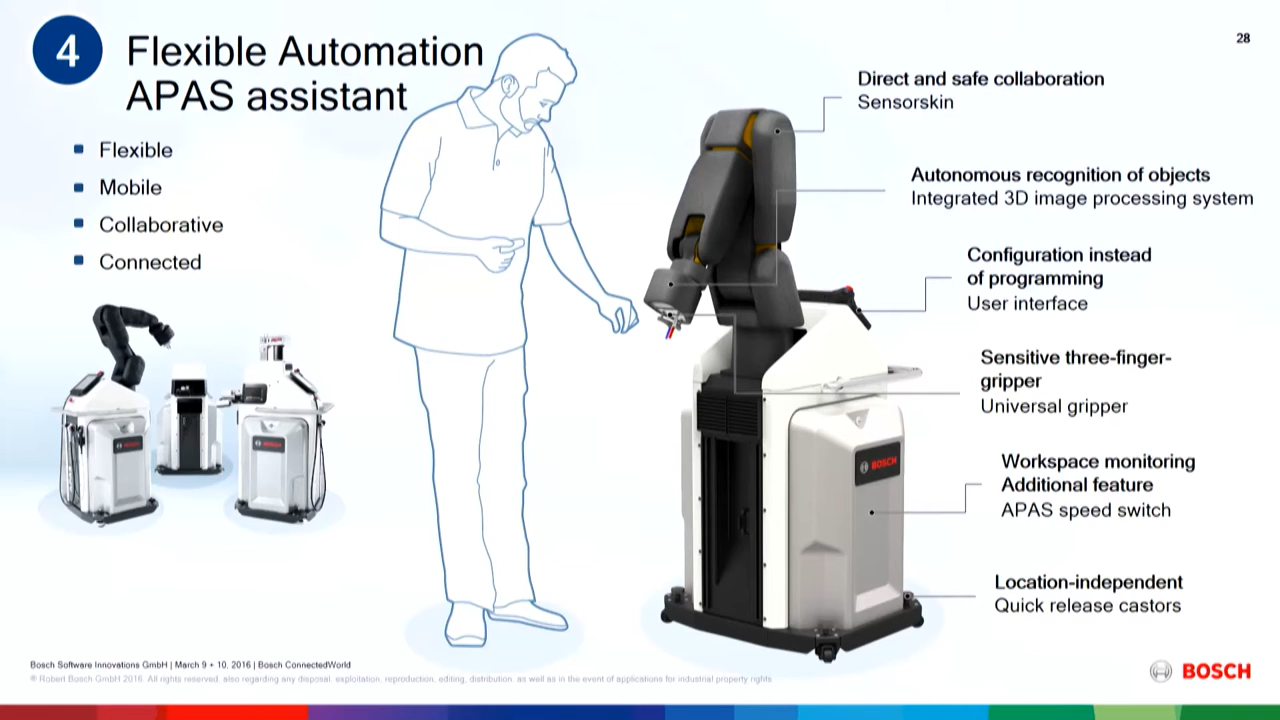 4
Flexible Automation
APAS assistant
28
Flexible
Mobile
Collaborative
Connected
Direct and safe collaboration
Sensorskin
Autonomous recognition of objects
Integrated 3D image processing system
Configuration instead
of programming
User interface
Sensitive three-finger-
gripper
Universal gripper
Workspace monitoring
Additional feature
APAS speed switch
Location-independent
Quick release castors
BOSCH
BOSCH
BOSCH
Bosch Software Innovations GmbH | March 9 + 10, 2016 | Bosch ConnectedWorld
® Robert Bosch GmbH 2016. All rights reserved, also regarding any disposal, exploitation, reproduction, editing, distribution, as well as in the event of applications for industrial property rights.
BOSCH